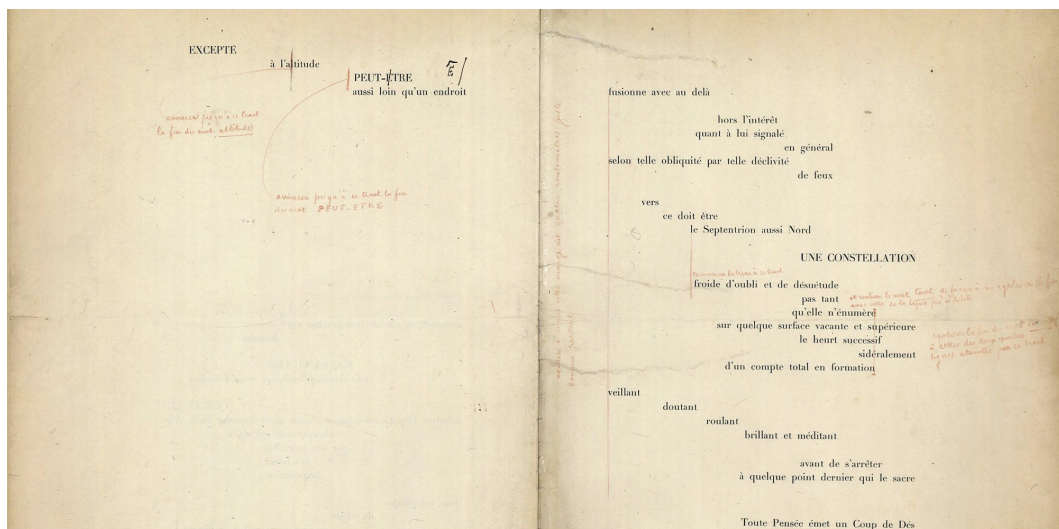 EXCEPTÉ
à l'altitude
PEUT-ETRE
Ê/
aussi loin qu'un endroit
avancer jusqu'à ce trait
la fin du mot altitude)
avancer jusqu'à ce trait la fin
du mot PEUT-ETRE
fusionne avec au delà
hors l'intérêt
quant à lui signalé
en général
selon telle obliquité par telle déclivité
de feux
vers
ce doit être
le Septentrion aussi Nord
UNE CONSTELLATION
froide d'oubli et de désuétude
pas tant
qu'elle n'énumère
sur quelque surface vacante et supérieure
le heurt successif
sidéralement
d'un compte total en formation
veillant
doutant
roulant
brillant et méditant
avant de s'arrêter
à quelque point dernier qui le sacre
Toute Pensée émet un Coup de Dés